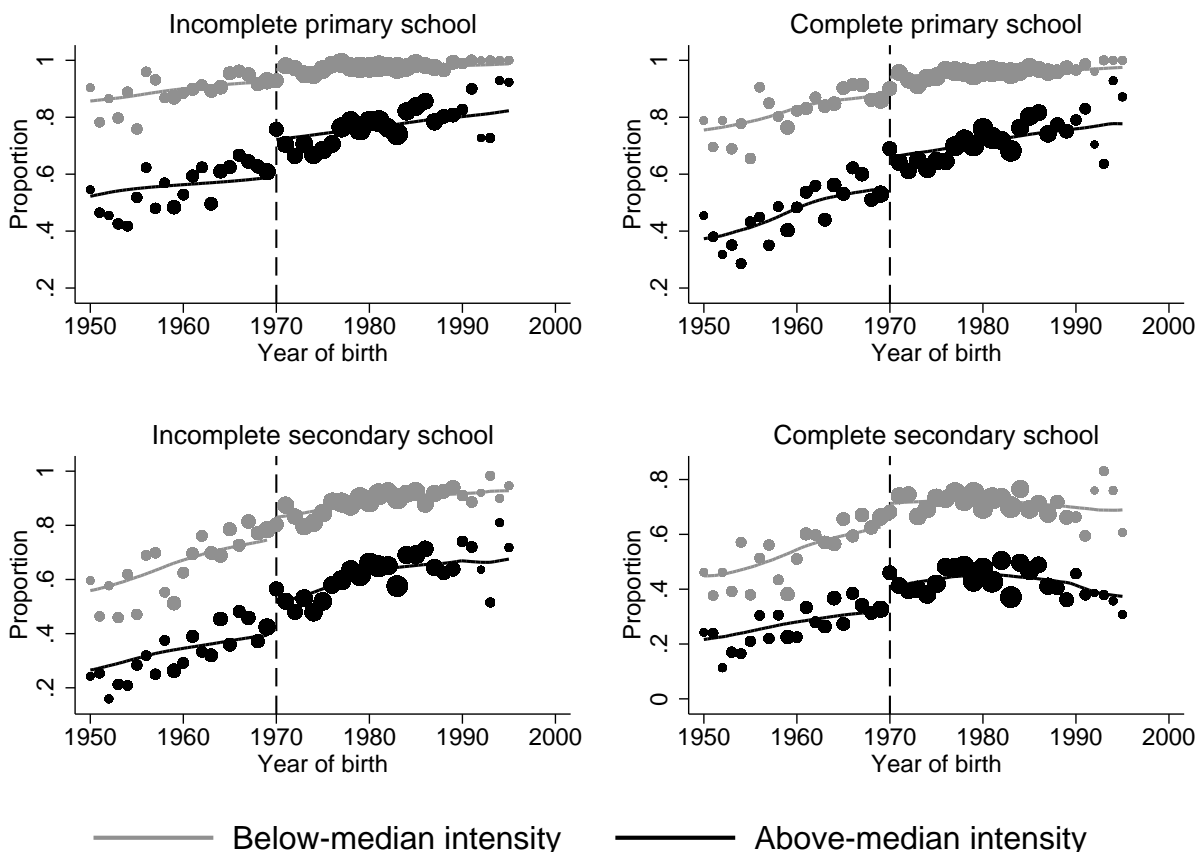 Incomplete primary school
Proportion
.2 .4 .6 .8 1
1950 1960 1970 1980 1990 2000
Year of birth
Complete primary school
Proportion
.2 .4 .6 .8 1
1950 1960 1970 1980 1990 2000
Year of birth
Incomplete secondary school
Proportion
.2 .4 .6 .8 1
1950 1960 1970 1980 1990 2000
Year of birth
Complete secondary school
Proportion
0 .2 .4 .6 .8
1950 1960 1970 1980 1990 2000
Year of birth
Below-median intensity
Above-median intensity